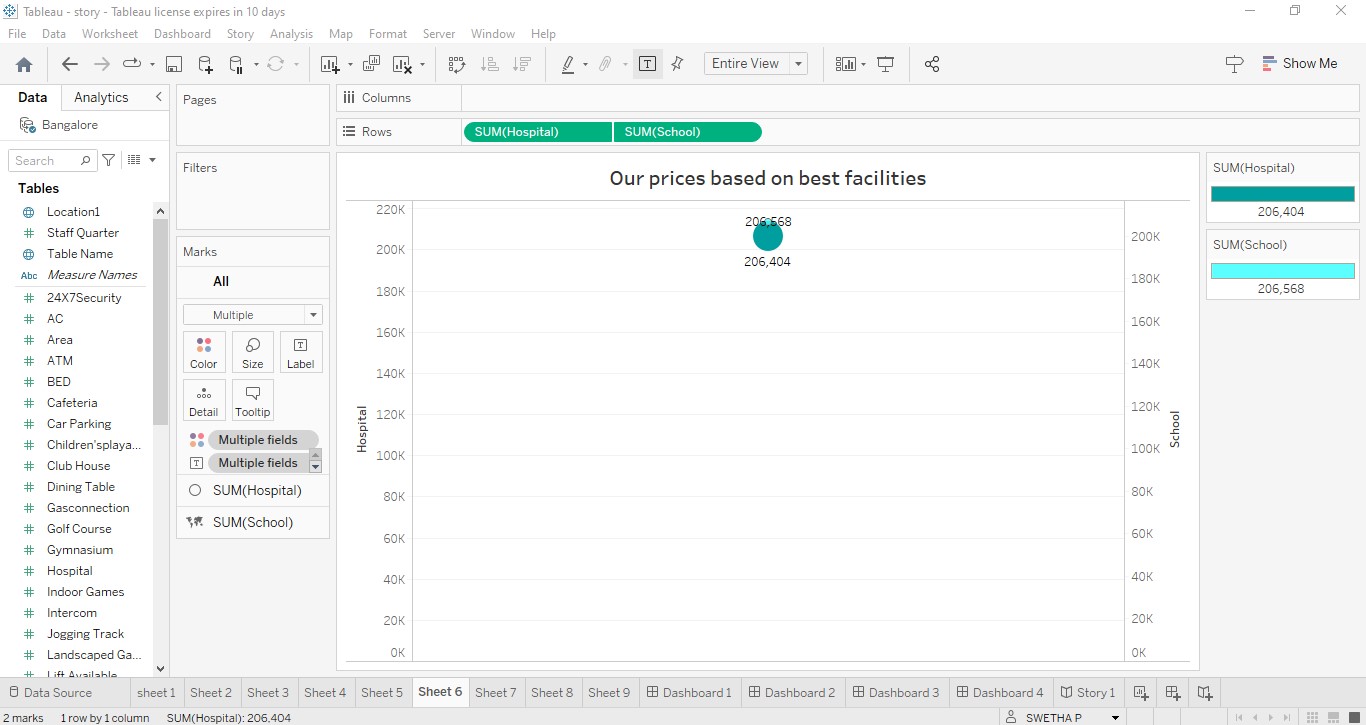 Tableau - story - Tableau license expires in 10 days
File Data Worksheet Dashboard Story Analysis Map Format Server Window Help
Entire View
Show Me
Data Analytics
Bangalore
Search
Tables
Location1
Staff Quarter
Table Name
Abc Measure Names
24X7Security
AC
Area
ATM
BED
Cafeteria
Car Parking
Children'splaya...
Club House
Dining Table
Gasconnection
Golf Course
Gymnasium
Hospital
Indoor Games
Intercom
Jogging Track
Landscaped Ga...
Lift Available
Pages
Filters
Marks
All
Multiple
Color Size Label
Detail Tooltip
Multiple fields
Multiple fields
SUM(Hospital)
SUM(School)
Columns
Rows SUM(Hospital) SUM(School)
Our prices based on best facilities
220K
200K
180K
160K
140K
120K
100K
80K
60K
40K
20K
0K
Hospital
206,568
206,404
200K
180K
160K
140K
120K
100K
80K
60K
40K
20K
0K
School
SUM(Hospital)
206,404
SUM(School)
206,568
Data Source sheet 1 Sheet 2 Sheet 3 Sheet 4 Sheet 5 Sheet 6 Sheet 7 Sheet 8 Sheet 9 Dashboard 1 Dashboard 2 Dashboard 3 Dashboard 4 Story 1
2 marks 1 row by 1 column SUM(Hospital): 206,404 SWETHA P